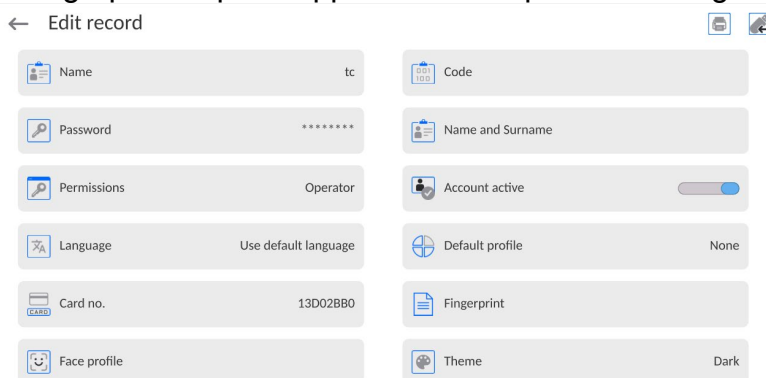 Edit record
Name tc
Code
Password ********
Name and Surname
Permissions Operator
Account active
Language Use default language
Default profile None
CARD
Card no. 13D02BB0
Fingerprint
Face profile
Theme Dark